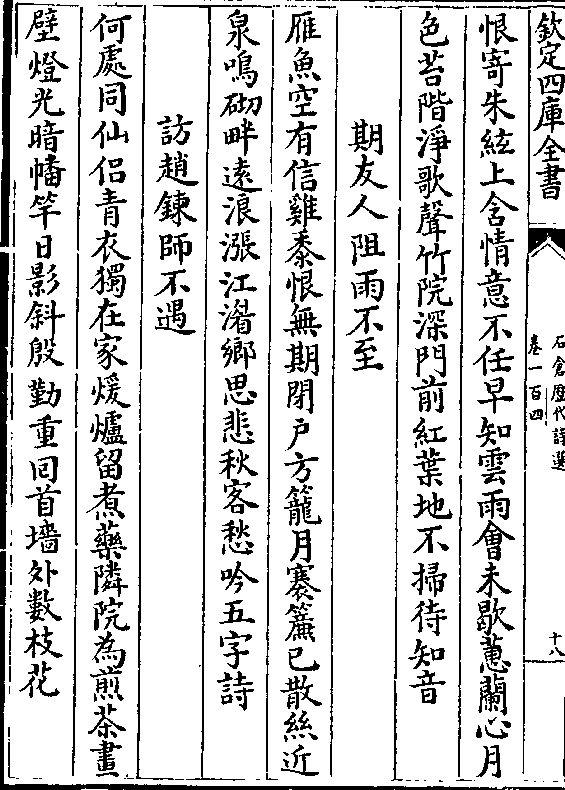 欽定四庫全書
石倉歷代詩選
卷一百四
十八
恨寄朱絃上含情意不任早知雲雨會未歇蕙蘭心月
色苔階淨歌聲竹院深門前紅葉地不掃待知音
期友人阻雨不至
雁魚空有信雞黍恨無期閉戶方籠月褰簾已散絲近
泉鳴砌畔遠浪漲江湄鄉思悲秋客愁吟五字詩
訪趙鍊師不遇
何處同仙侣青衣獨在家煖爐留煮藥隣院為煎茶畫
壁燈光暗幡竿日影斜殷勤重回首墻外數枝花